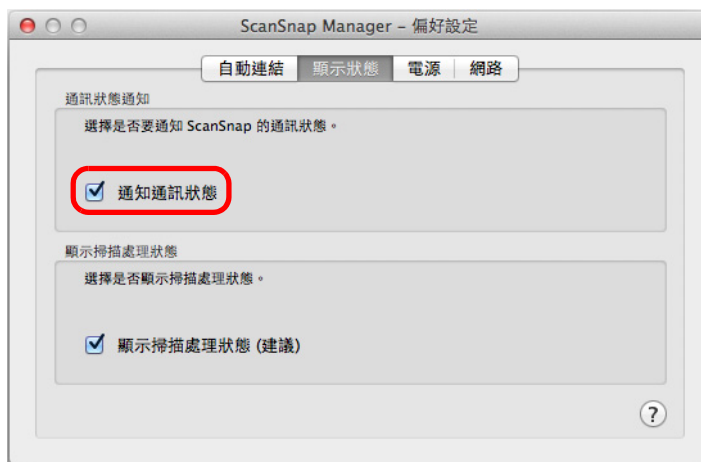 ScanSnap Manager – 偏好設定
自動連結 顯示狀態 電源 網路
通訊狀態通知
選擇是否要通知 ScanSnap 的通訊狀態。
通知通訊狀態
顯示掃描處理狀態
選擇是否顯示掃描處理狀態。
顯示掃描處理狀態 (建議)
?